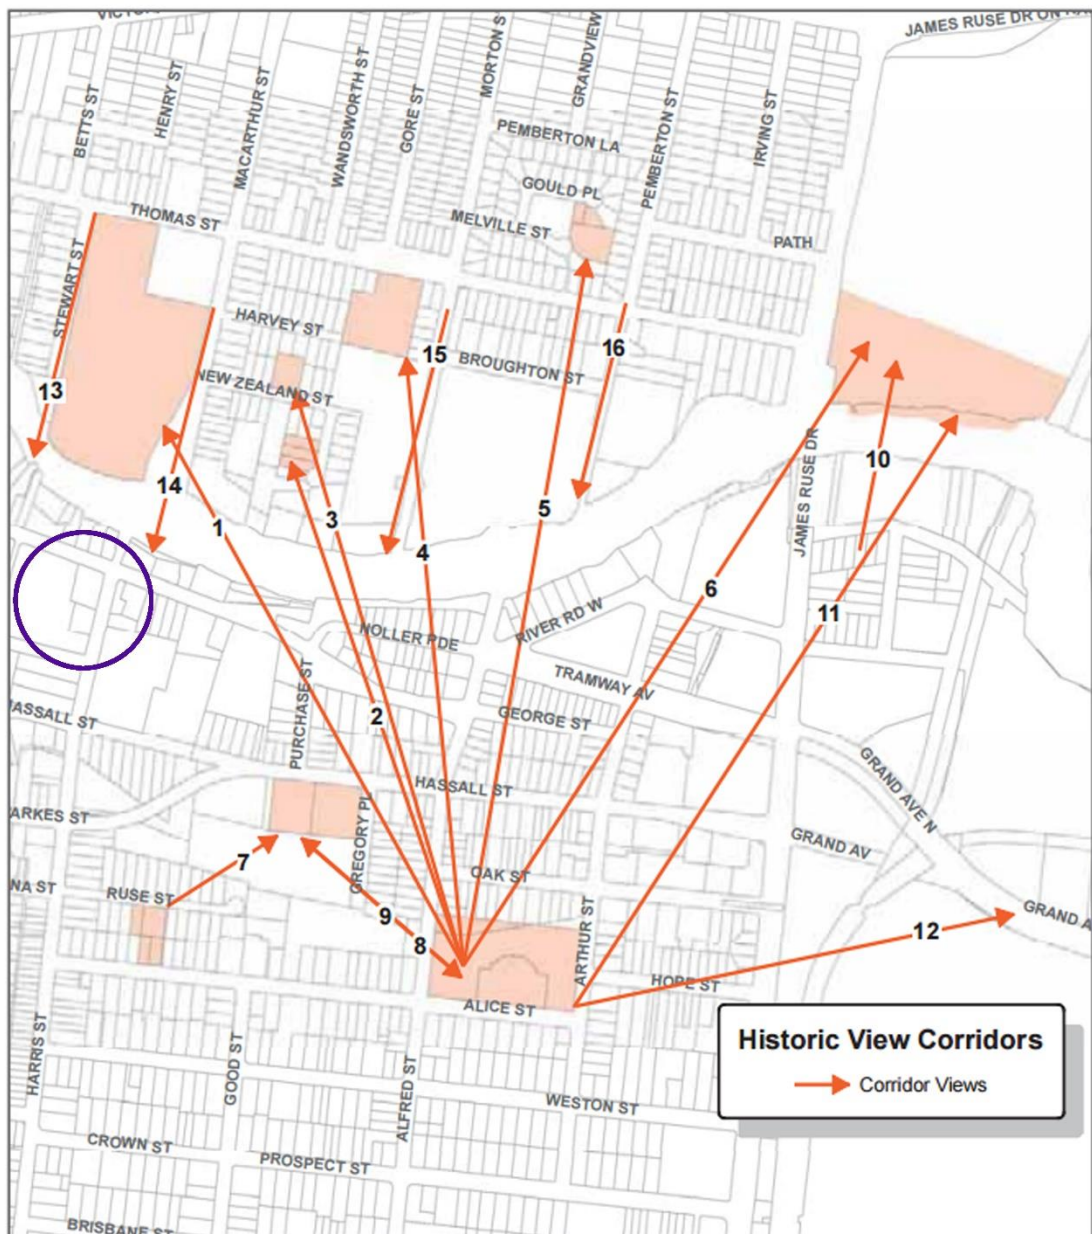 JAMES RUSE DR ON RA
VICTOR
BETTS ST
HENRY ST
MACARTHUR ST
WANDSWORTH ST
GORE ST
MORTON S
GRANDVIEW
PEMBERTON LA
PEMBERTON ST
IRVING ST
GOULD PL
MELVILLE ST
THOMAS ST
PATH
STEWART ST
HARVEY ST
15
16
BROUGHTON ST
13
NEW ZEALAND ST
10
JAMES RUSE DR
14
1
3
5
4
6
11
NOLLER PDE
RIVER RD W
TRAMWAY AV
2
HASSALL ST
PURCHASE ST
GEORGE ST
HASSALL ST
GRAND AVE N
ARKES ST
GREGORY PL
GRAND AV
7
OAK ST
NA ST
RUSE ST
9
8
ARTHUR ST
12
GRAND A
HOPE ST
ALICE ST
Historic View Corridors
Corridor Views
HARRIS ST
GOOD ST
ALFRED ST
WESTON ST
CROWN ST
PROSPECT ST
BRISBANE ST